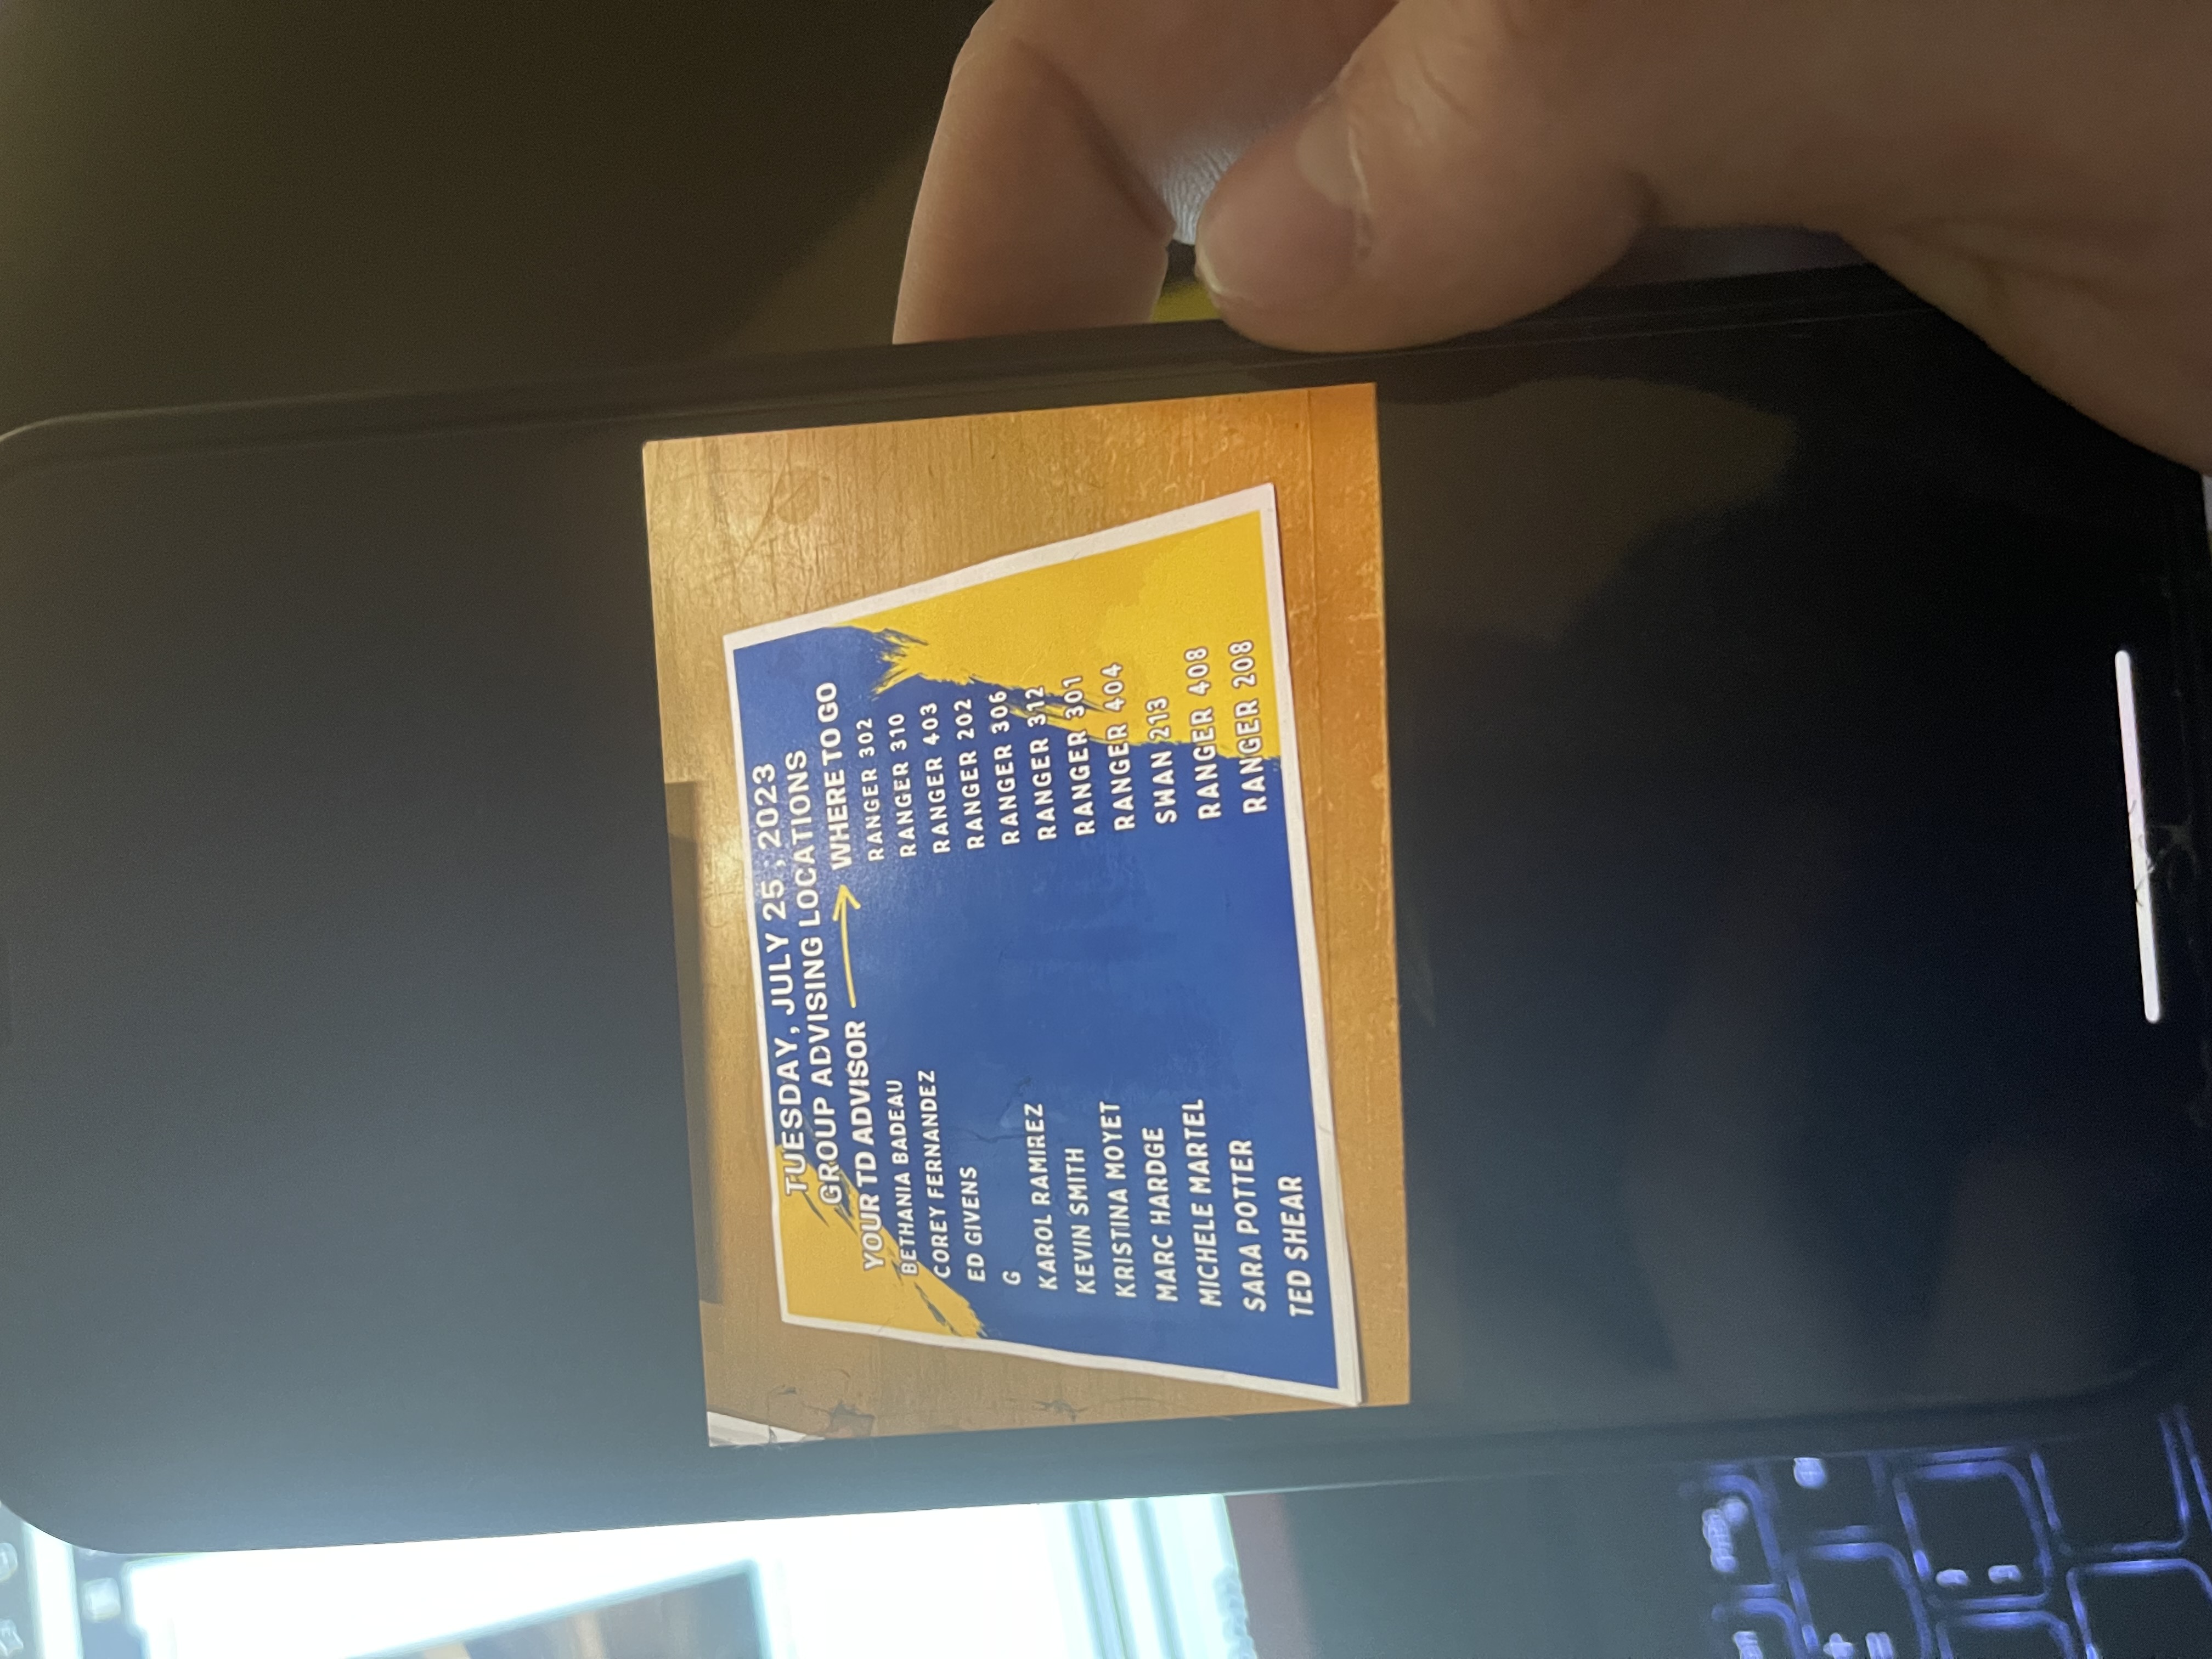 TUESDAY, JULY 25, 2023
GROUP ADVISING LOCATIONS
YOUR TD ADVISOR WHERE TO GO
BETHANIA BADEAU RANGER 302
COREY FERNANDEZ RANGER 310
ED GIVENS RANGER 403
G RANGER 202
KAROL RAMIREZ RANGER 306
KEVIN SMITH RANGER 312
KRISTINA MOYET RANGER 301
MARC HARDGE RANGER 404
MICHELE MARTEL SWAN 213
SARA POTTER RANGER 408
TED SHEAR RANGER 208